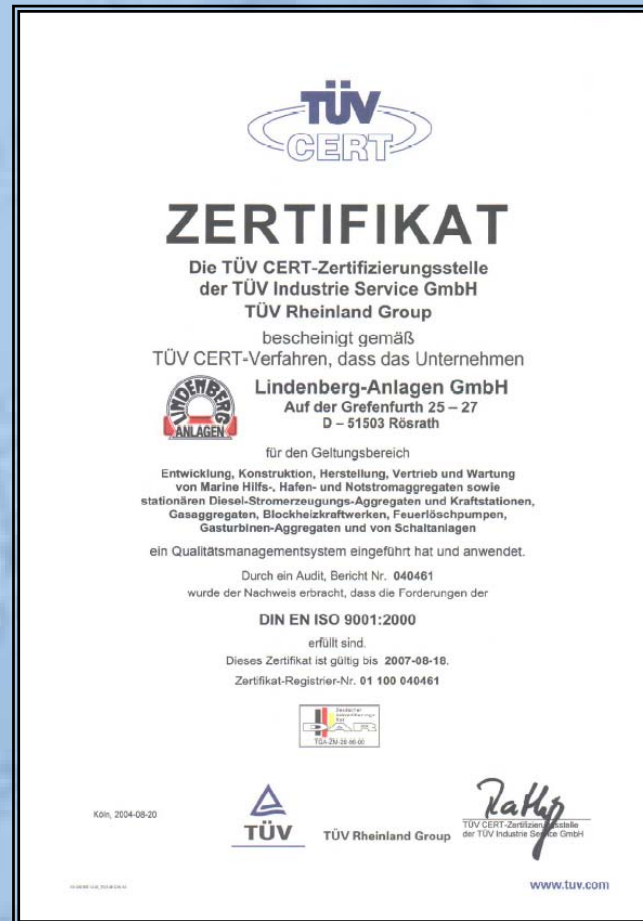 TÜV
CERT
ZERTIFIKAT
Die TÜV CERT-Zertifizierungsstelle
der TÜV Industrie Service GmbH
TÜV Rheinland Group
bescheinigt gemäß
TÜV CERT-Verfahren, dass das Unternehmen
LINDENBERG
ANLAGEN
Lindenberg-Anlagen GmbH
Auf der Grefenfurth 25 – 27
D – 51503 Rösrath
für den Geltungsbereich
Entwicklung, Konstruktion, Herstellung, Vertrieb und Wartung
von Marine Hilfs-, Hafen- und Notstromaggregaten sowie
stationären Diesel-Stromerzeugungs-Aggregaten und Kraftstationen,
Gasaggregaten, Blockheizkraftwerken, Feuerlöschpumpen,
Gasturbinen-Aggregaten und von Schaltanlagen
ein Qualitätsmanagementsystem eingeführt hat und anwendet.
Durch ein Audit, Bericht Nr. 040461
wurde der Nachweis erbracht, dass die Forderungen der
DIN EN ISO 9001:2000
erfüllt sind.
Dieses Zertifikat ist gültig bis 2007-08-18.
Zertifikat-Registrier-Nr. 01 100 040461
Deutscher
DAR
Köln, 2004-08-20
TÜV
TÜV Rheinland Group
TÜV CERT-Zertifizierungsstelle
der TÜV Industrie Service GmbH
www.tuv.com